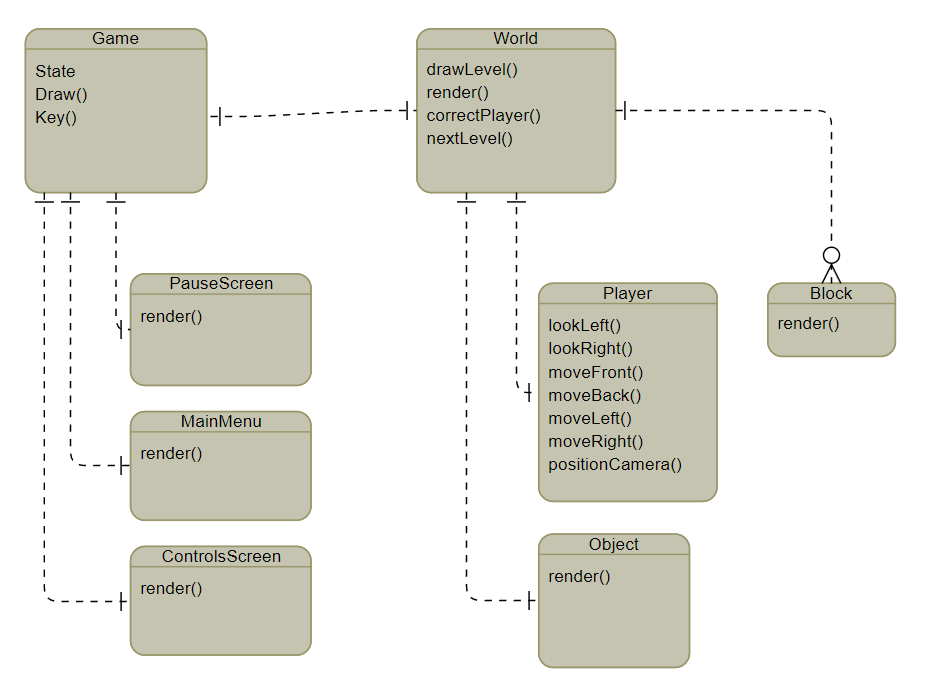 Game
State
Draw()
Key()
World
drawLevel()
render()
correctPlayer()
nextLevel()
PauseScreen
render()
MainMenu
render()
ControlsScreen
render()
Player
lookLeft()
lookRight()
moveFront()
moveBack()
moveLeft()
moveRight()
positionCamera()
Object
render()
Block
render()